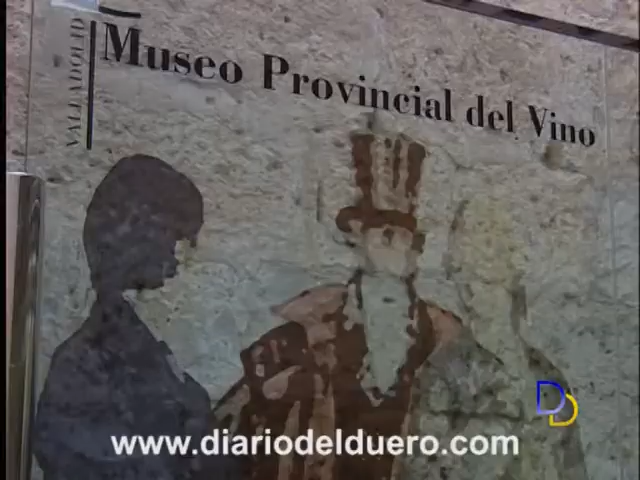 VALLADOLID
Museo Provincial del Vino
DD
www.diariodelduero.com